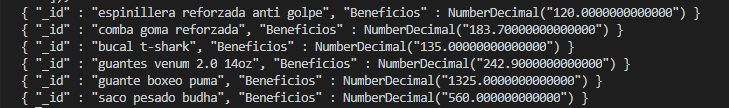 { "_id" : "espinillera reforzada anti golpe", "Beneficios" : NumberDecimal("120.0000000000000") }
{ "_id" : "comba goma reforzada", "Beneficios" : NumberDecimal("183.70000000000000") }
{ "_id" : "bucal t-shark", "Beneficios" : NumberDecimal("135.00000000000000") }
{ "_id" : "guantes venum 2.0 14oz", "Beneficios" : NumberDecimal("242.9000000000000") }
{ "_id" : "guante boxeo puma", "Beneficios" : NumberDecimal("1325.0000000000000") }
{ "_id" : "saco pesado budha", "Beneficios" : NumberDecimal("560.000000000000") }